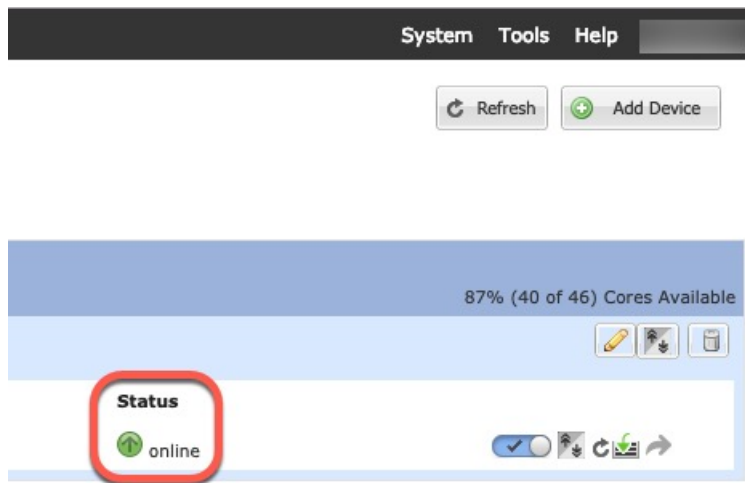 System Tools Help
Refresh Add Device
87% (40 of 46) Cores Available
Status
online